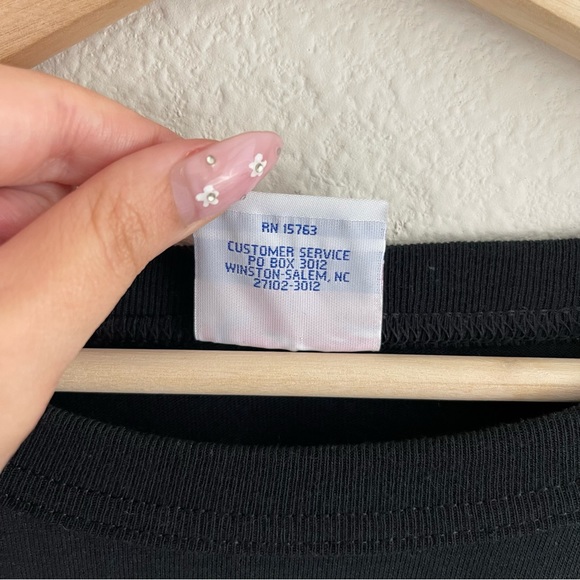 RN 15763
CUSTOMER SERVICE
PO BOX 3012
WINSTON-SALEM, NC
27102-3012